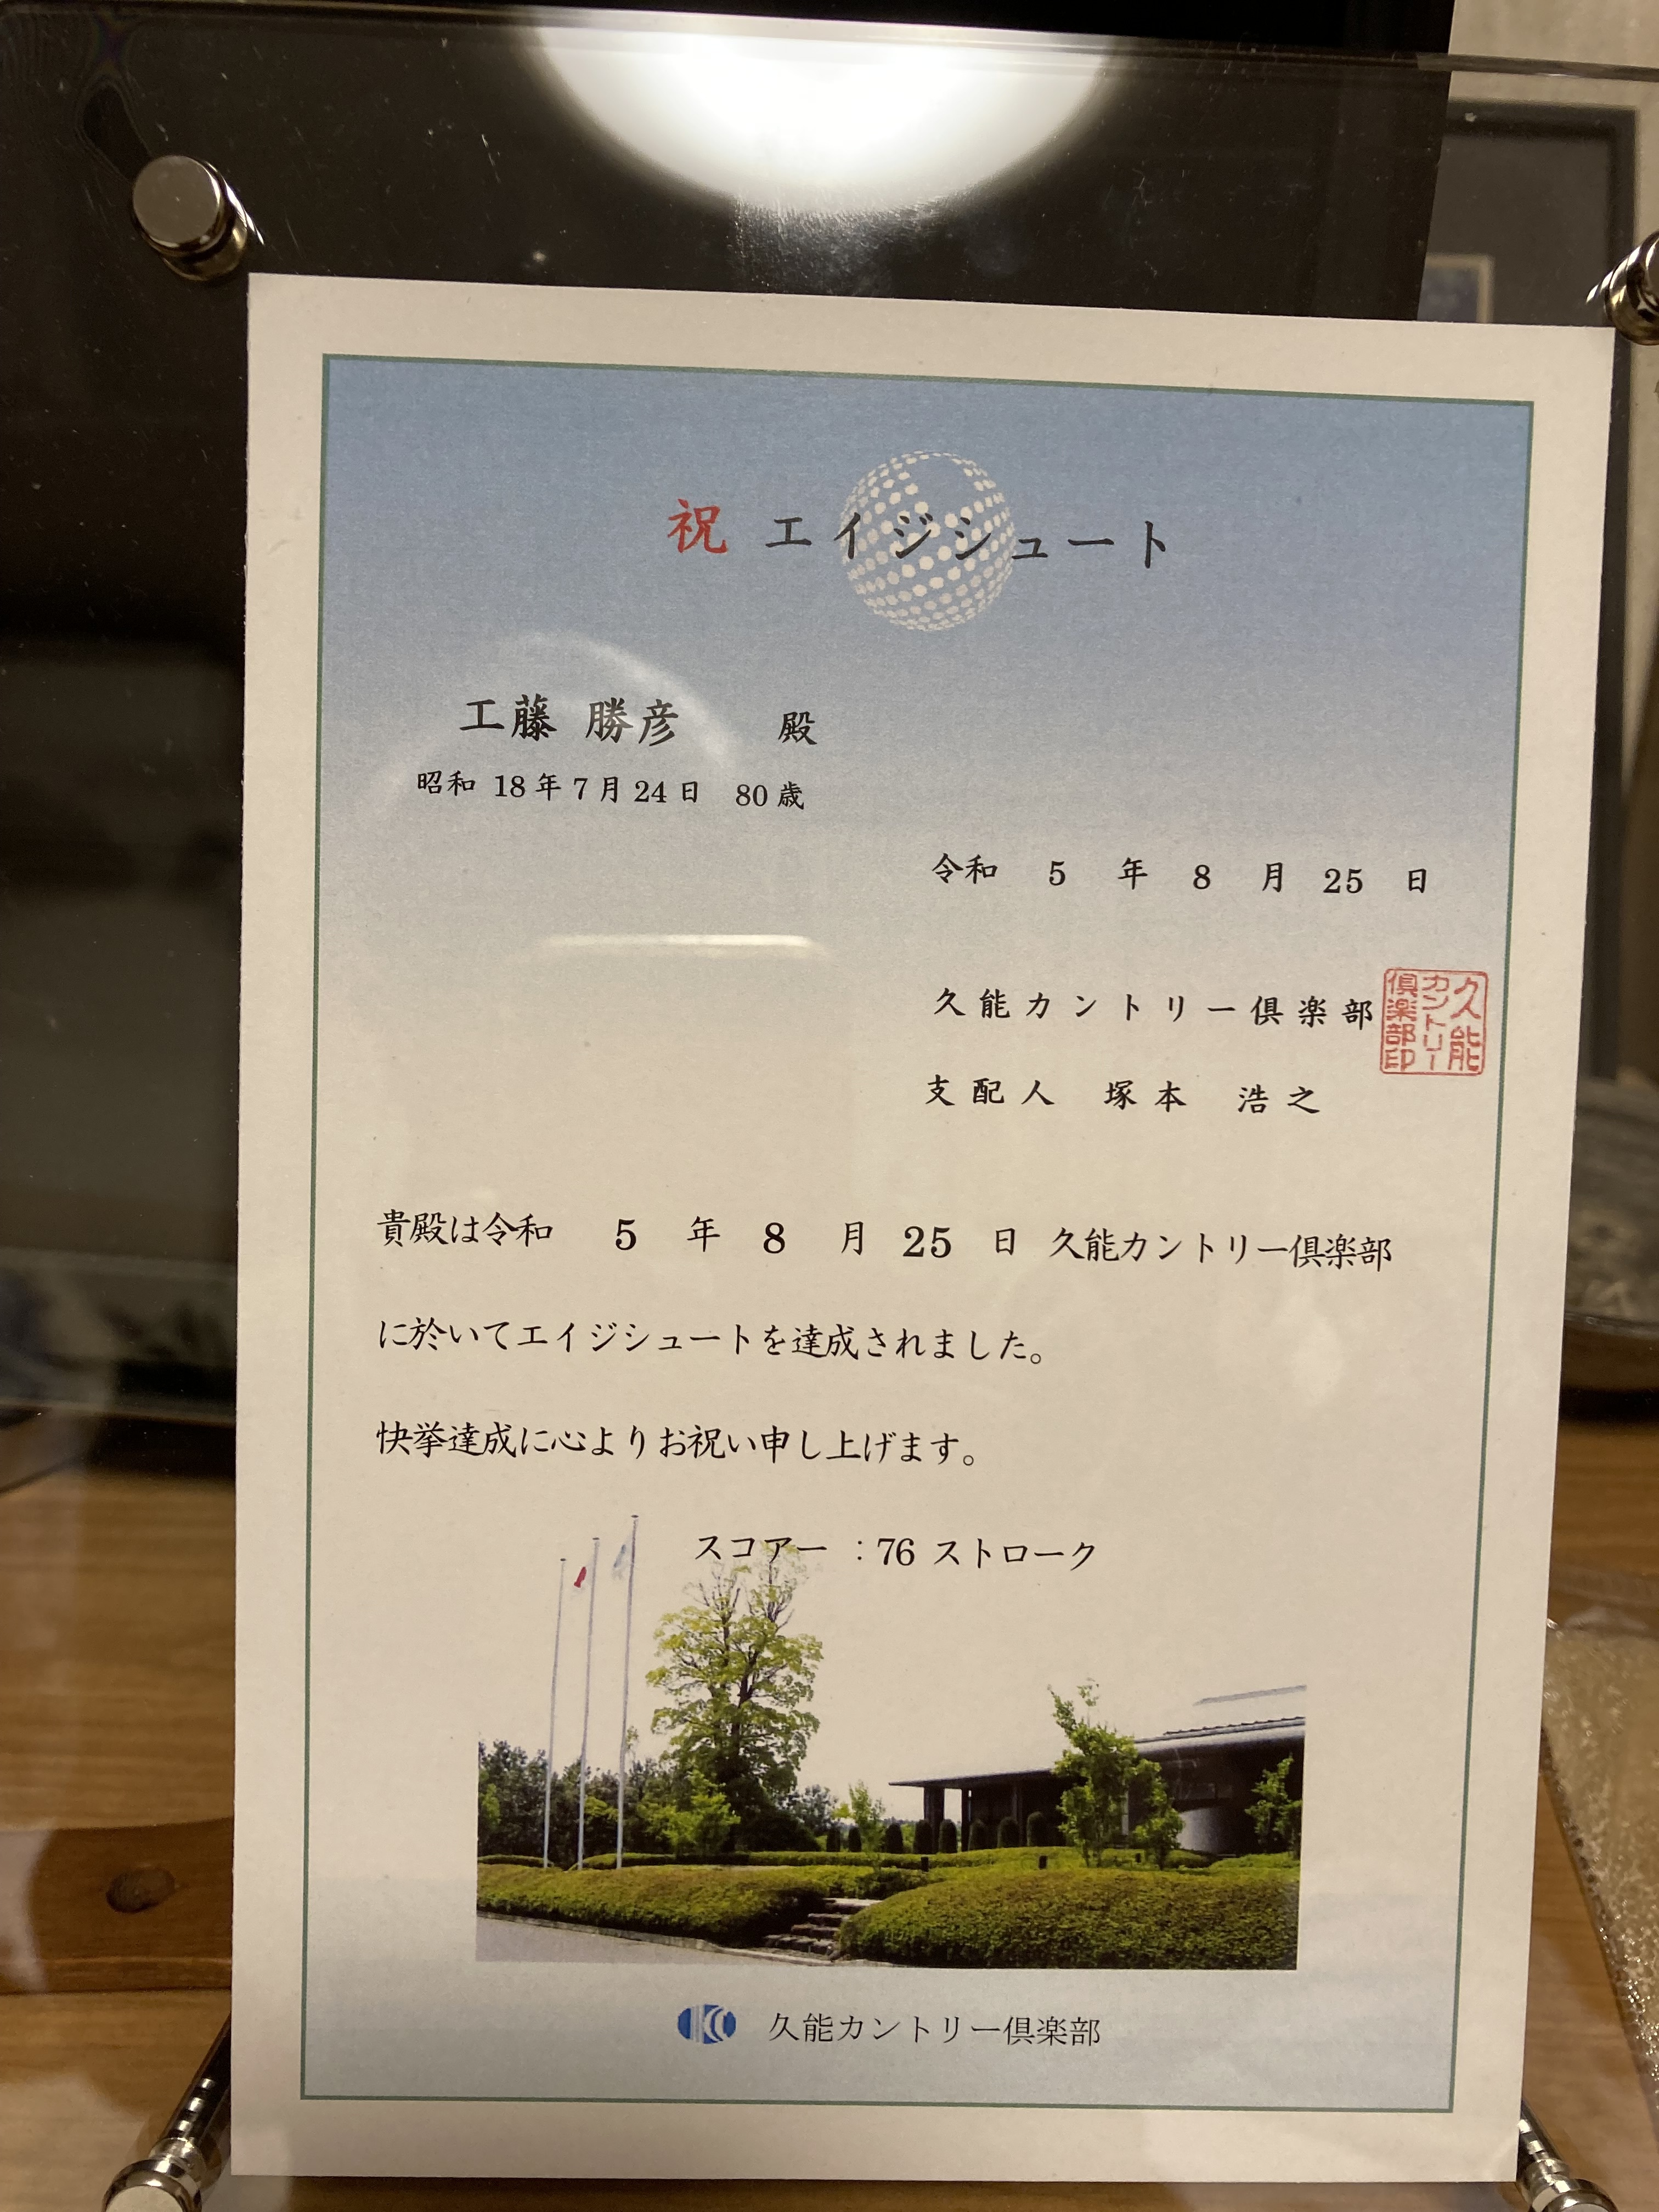 祝 エイジシュート
工藤 勝彦 殿
昭和 18 年 7 月 24 日 80 歳
令和 5 年 8 月 25 日
久能カントリー倶楽部
久能
カントリー
倶楽部印
支配人 塚本 浩之
貴殿は令和 5 年 8 月 25 日 久能カントリー倶楽部
に於いてエイジシュートを達成されました。
快挙達成に心よりお祝い申し上げます。
スコアー : 76 ストローク
KCC 久能カントリー倶楽部